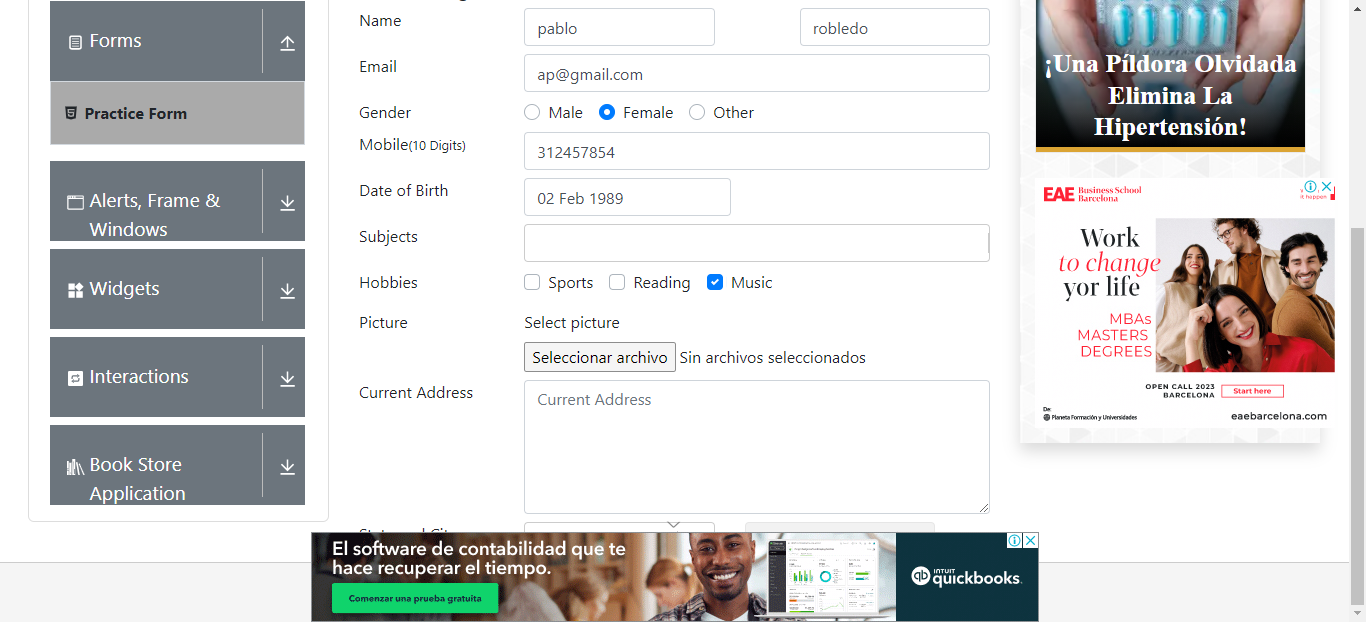 Forms
Practice Form
Alerts, Frame &
Windows
Widgets
Interactions
Book Store
Application
Name
pablo
robledo
Email
ap@gmail.com
Gender
Male
Female
Other
Mobile(10 Digits)
312457854
Date of Birth
02 Feb 1989
Subjects
Hobbies
Sports
Reading
Music
Picture
Select picture
Seleccionar archivo
Sin archivos seleccionados
Current Address
Current Address
¡Una Píldora Olvidada
Elimina La
Hipertensión!
EAE Business School
Barcelona
it happen
Work
to change
yor life
MBAs
MASTERS
DEGREES
OPEN CALL 2023
BARCELONA
Start here
De:
Planeta Formación y Universidades
eaebarcelona.com
El software de contabilidad que te
hace recuperar el tiempo.
Comenzar una prueba gratuita
INTUIT
quickbooks